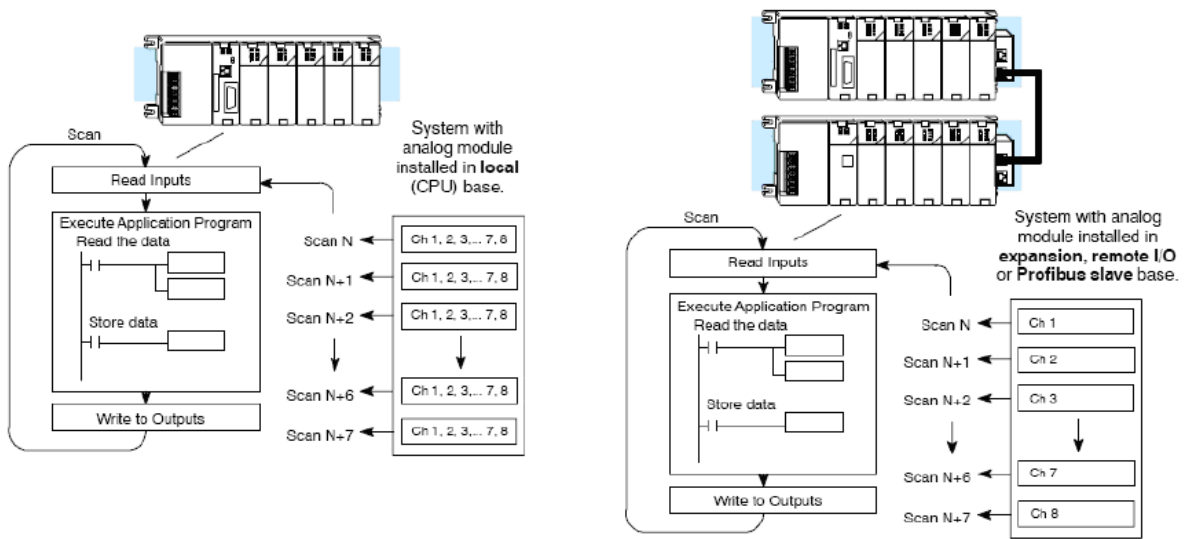 Scan
System with
analog module
installed in local
(CPU) base.
Read Inputs
Execute Application Program
Read the data
Store data
Write to Outputs
Scan N
Ch 1, 2, 3,... 7, 8
Scan N+1
Ch 1, 2, 3,... 7, 8
Scan N+2
Ch 1, 2, 3,... 7, 8
Scan N+6
Ch 1, 2, 3,... 7, 8
Scan N+7
Ch 1, 2, 3,... 7, 8
Scan
System with analog
module installed in
expansion, remote I/O
or Profibus slave base.
Read Inputs
Execute Application Program
Read the data
Store data
Write to Outputs
Scan N
Ch 1
Scan N+1
Ch 2
Scan N+2
Ch 3
Scan N+6
Ch 7
Scan N+7
Ch 8